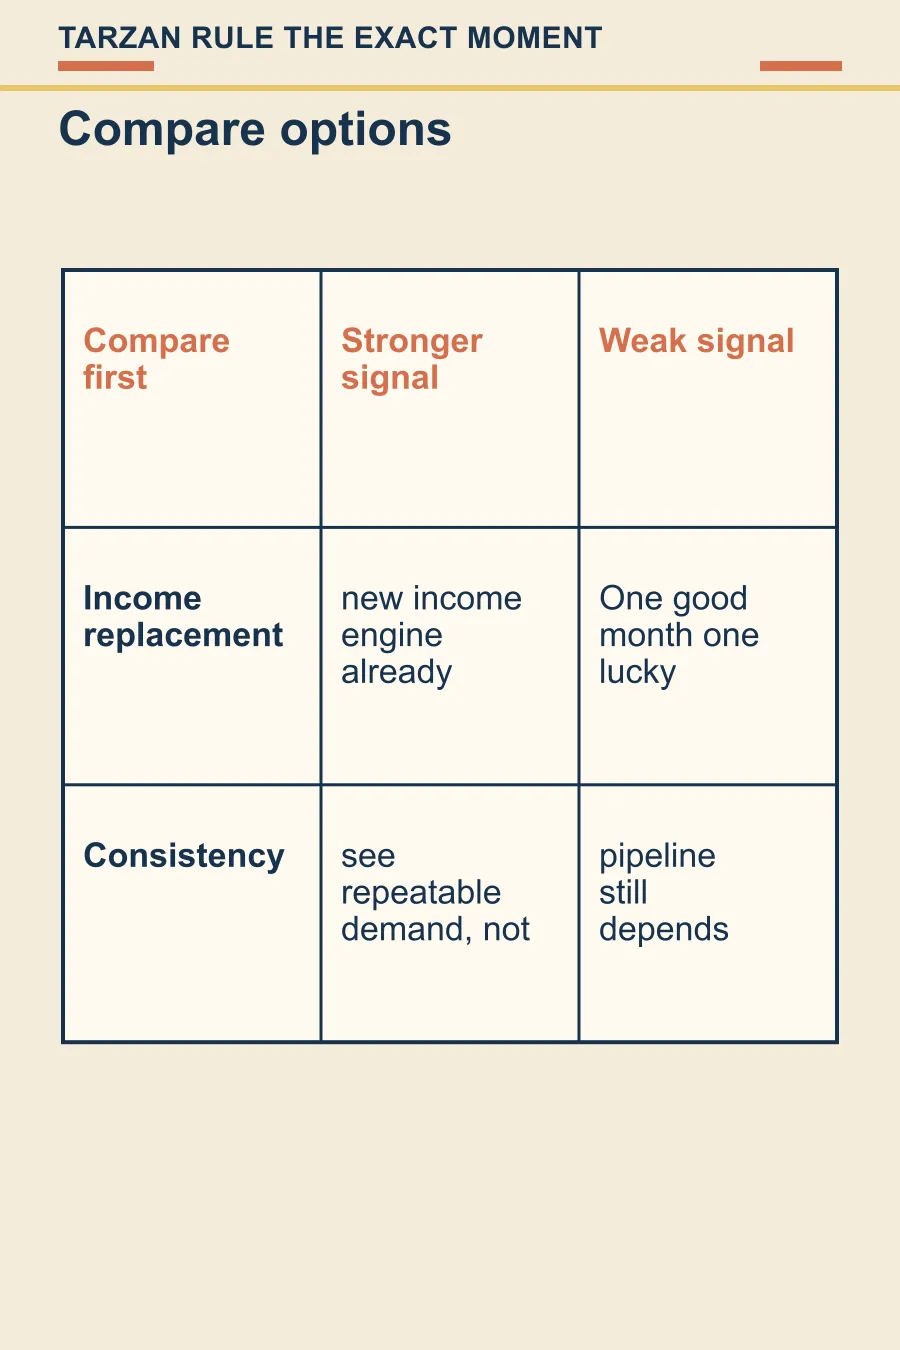 TARZAN RULE THE EXACT MOMENT
Compare options
Compare
first
Stronger
signal
Weak signal
Income
replacement
new income
engine
already
One good
month one
lucky
Consistency
see
repeatable
demand, not
pipeline
still
depends